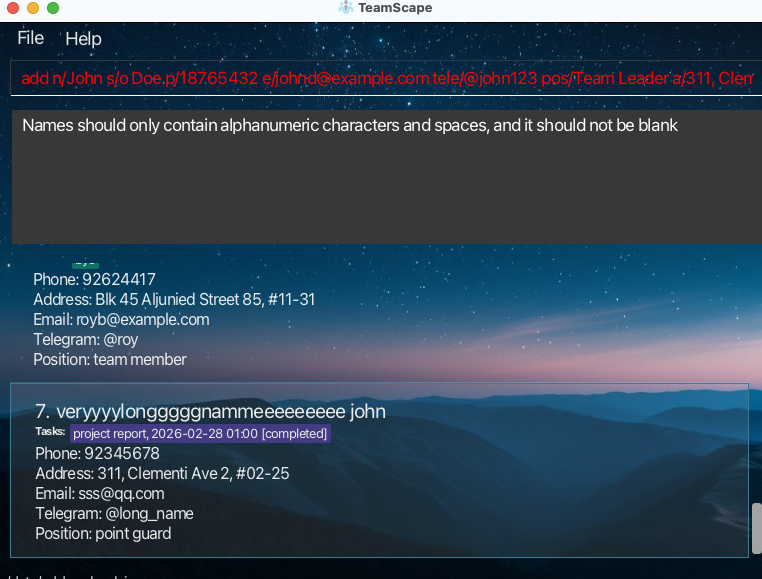 TeamScape
File Help
add n/John s/o Doe.p/187.65432 e/johnd@example.com tele/@john123 pos/Team Leader a/311, Clem
Names should only contain alphanumeric characters and spaces, and it should not be blank
Phone: 92624417
Address: Blk 45 Aljunied Street 85, #11-31
Email: royb@example.com
Telegram: @roy
Position: team member
7. veryyyylongggggnammeeeeeeeee john
Tasks: project report, 2026-02-28 01:00 [completed]
Phone: 92345678
Address: 311, Clementi Ave 2, #02-25
Email: sss@qq.com
Telegram: @long_name
Position: point guard